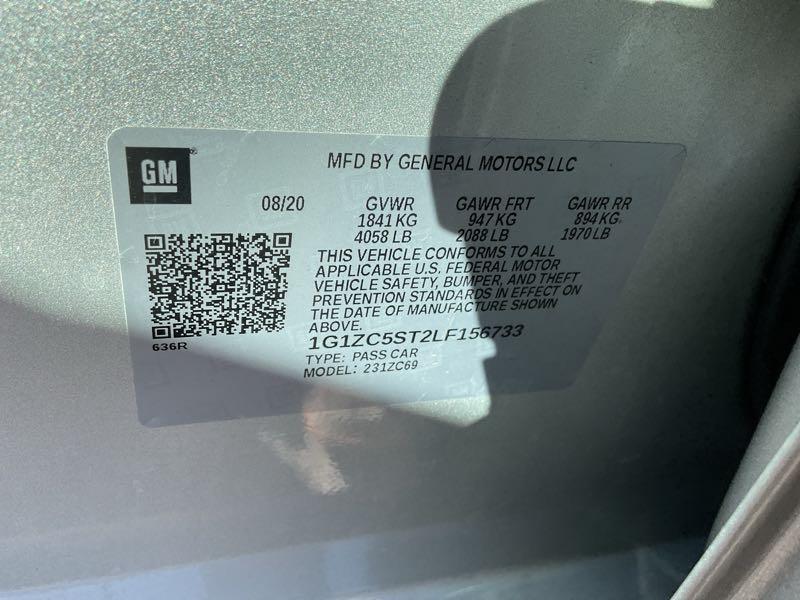 GM
MFD BY GENERAL MOTORS LLC
08/20 GVWR GAWR FRT GAWR RR
1841 KG 947 KG 894 KG
4058 LB 2088 LB 1970 LB
THIS VEHICLE CONFORMS TO ALL
APPLICABLE U.S. FEDERAL MOTOR
VEHICLE SAFETY, BUMPER, AND THEFT
PREVENTION STANDARDS IN EFFECT ON
THE DATE OF MANUFACTURE SHOWN
ABOVE.
636R
1G1ZC5ST2LF156733
TYPE: PASS CAR
MODEL: 231ZC69